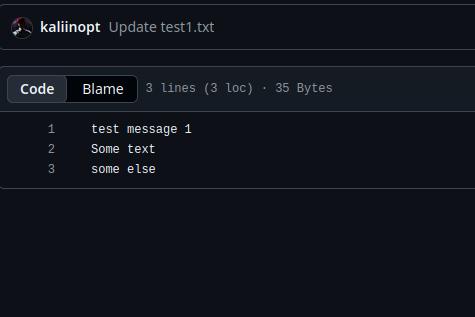 kaliinopt Update test1.txt
Code Blame 3 lines (3 loc) · 35 Bytes
1 test message 1
2 Some text
3 some else